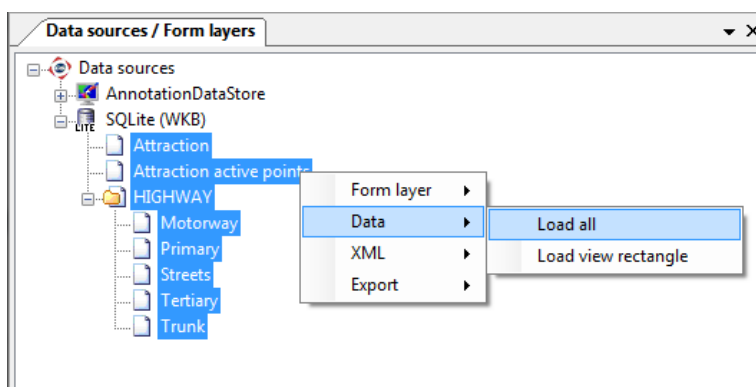 Data sources / Form layers
Data sources
AnnotationDataStore
LITE SQLite (WKB)
Attraction
Attraction active points
HIGHWAY
Motorway
Primary
Streets
Tertiary
Trunk
Form layer
Data
XML
Export
Load all
Load view rectangle